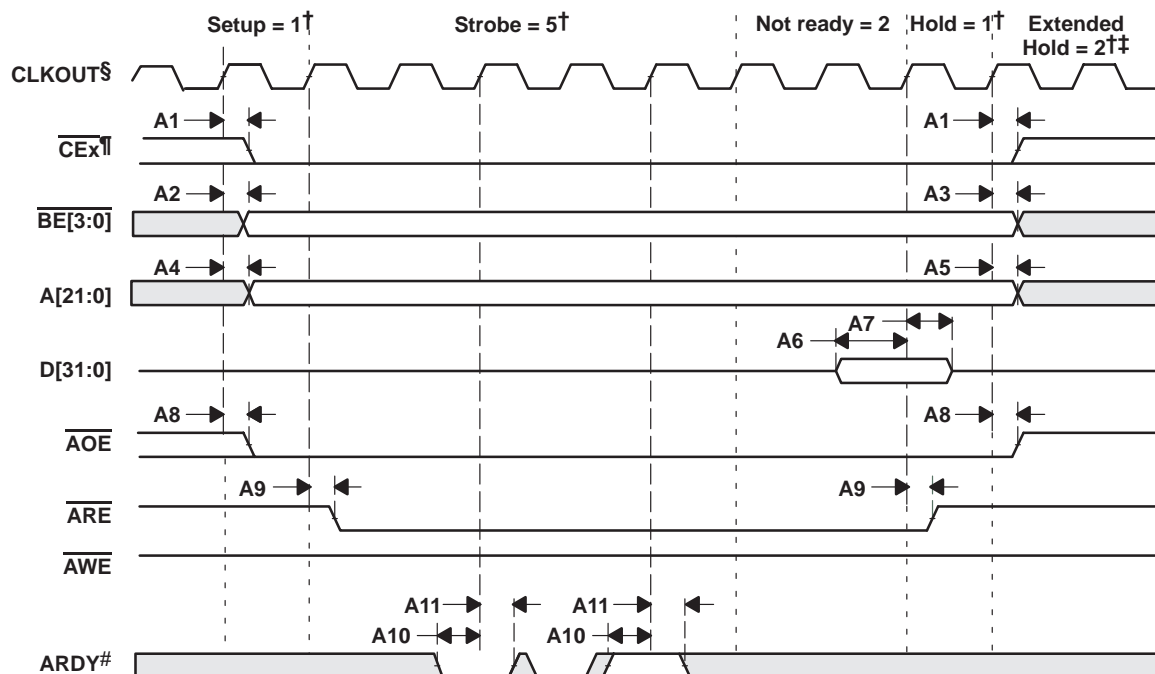 Setup = 1† Strobe = 5† Not ready = 2 Hold = 1† Extended
Hold = 2†‡
CLKOUT§
A1 A1
CEx¶
A2 A3
BE[3:0]
A4 A5
A[21:0]
A7
A6
D[31:0]
A8 A8
AOE
A9 A9
ARE
AWE
A11 A11
A10 A10
ARDY#